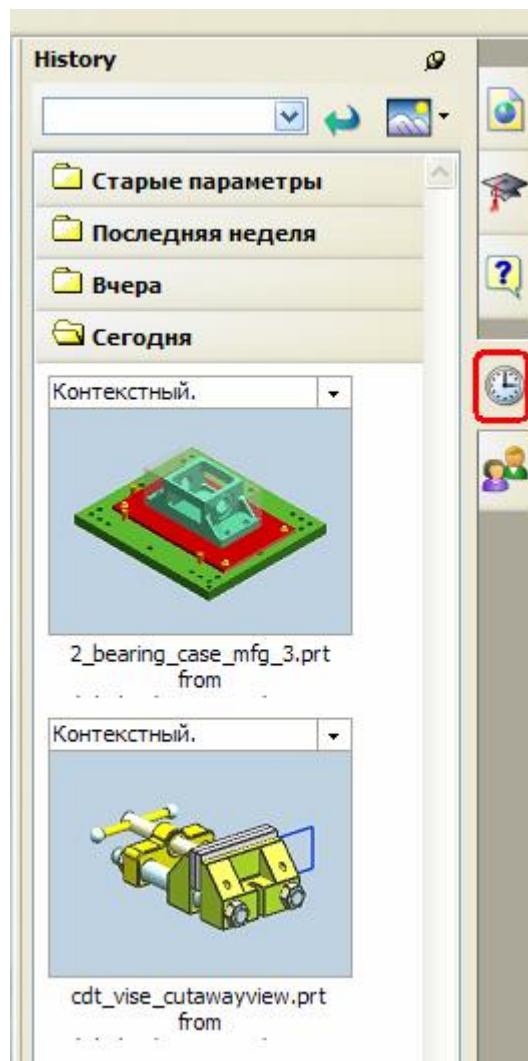 History
Старые параметры
Последняя неделя
Вчера
Сегодня
Контекстный.
2_bearing_case_mfg_3.prt
from
Контекстный.
cdt_vise_cutawayview.prt
from